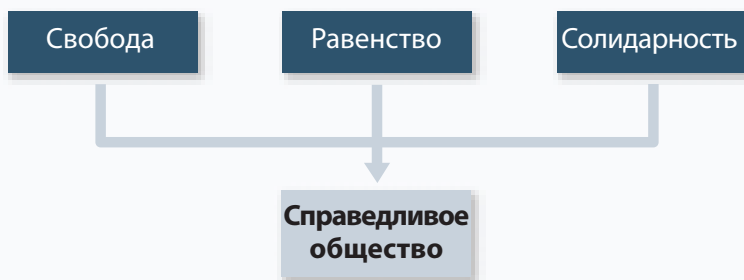 Свобода
Равенство
Солидарность
Справедливое
общество